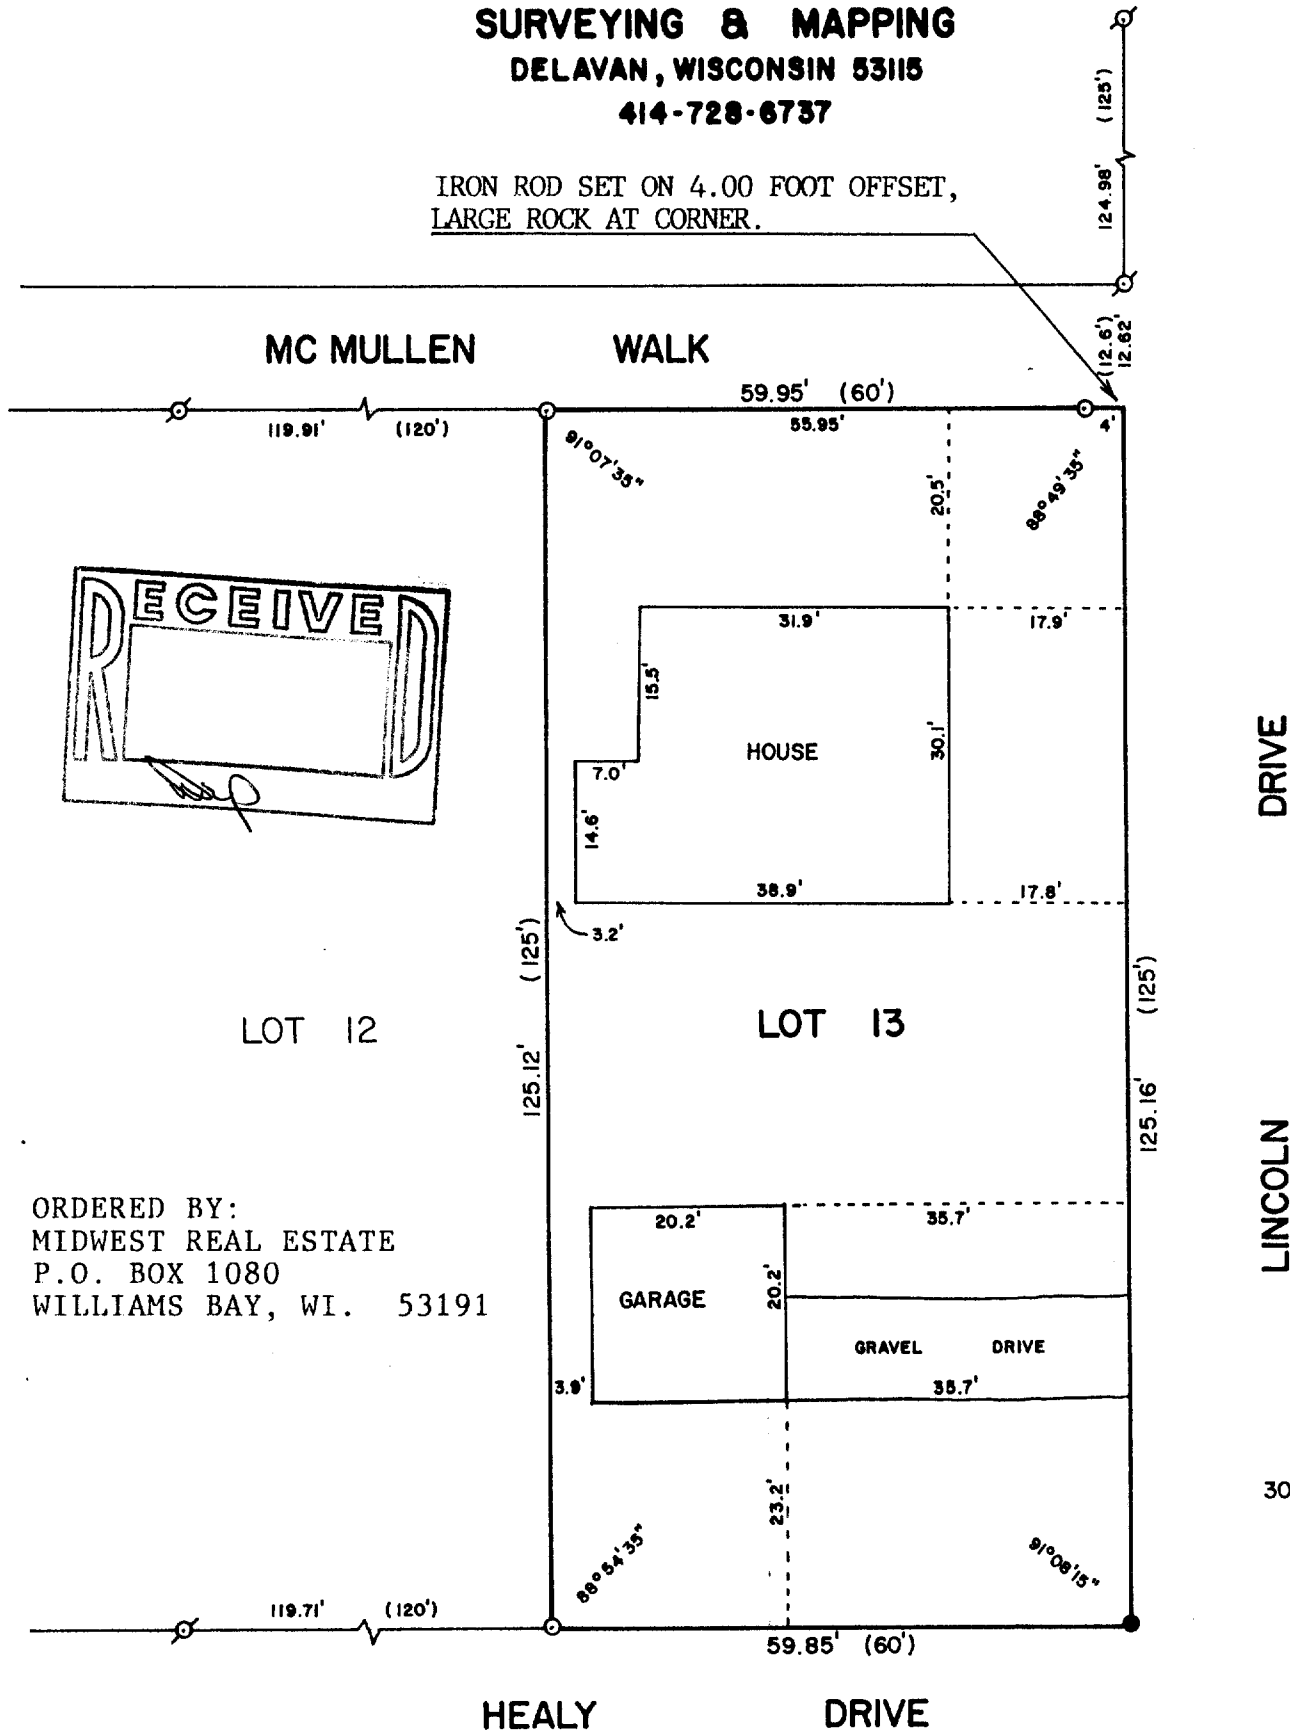 SURVEYING & MAPPING
DELAVAN, WISCONSIN 53115
414-728-6737
(125')
124.98'
IRON ROD SET ON 4.00 FOOT OFFSET,
LARGE ROCK AT CORNER.
MC MULLEN WALK
(12.6')
12.62'
59.95' (60')
119.91' (120')
55.95'
4'
91°07'35"
20.5'
88°49'35"
RECEIVED
31.9'
17.9'
15.5'
HOUSE
30.1'
7.0'
14.6'
38.9'
17.8'
3.2'
DRIVE
(125')
125.12'
(125')
125.16'
LOT 12
LOT 13
LINCOLN
ORDERED BY:
MIDWEST REAL ESTATE
P.O. BOX 1080
WILLIAMS BAY, WI. 53191
20.2'
35.7'
GARAGE
20.2'
GRAVEL DRIVE
3.9'
35.7'
30
23.2'
88°54'35"
91°08'15"
119.71' (120')
59.85' (60')
HEALY DRIVE